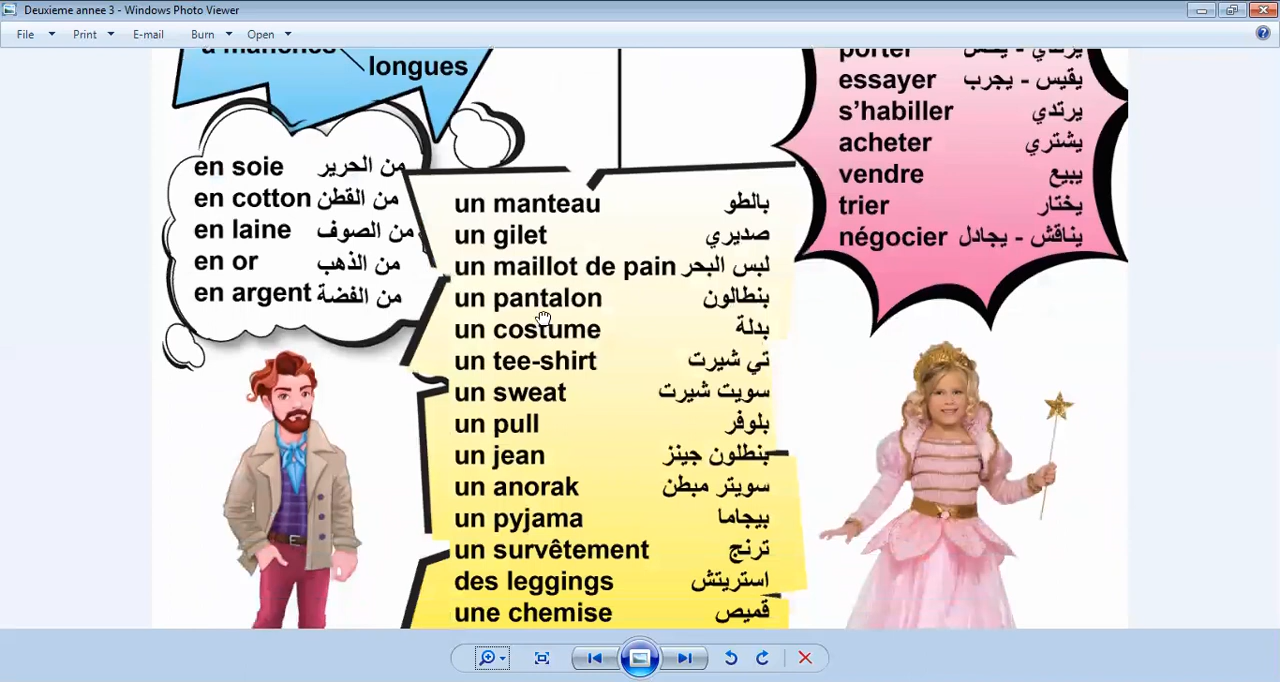 Deuxieme annee 3 - Windows Photo Viewer
File Print E-mail Burn Open
à manches
longues
en soie من الحرير
en cotton من القطن
en laine من الصوف
en or من الذهب
en argent من الفضة
un manteau بالطو
un gilet صديري
un maillot de pain لبس البحر
un pantalon بنطالون
un costume بدلة
un tee-shirt تي شيرت
un sweat سويت شيرت
un pull بلوفر
un jean بنطلون جينز
un anorak سويتر مبطن
un pyjama بيجاما
un survêtement ترنج
des leggings استريتش
une chemise قميص
porter يرتدي -
essayer يقيس - يجرب
s’habiller يرتدي
acheter يشتري
vendre يبيع
trier يختار
négocier يناقش - يجادل